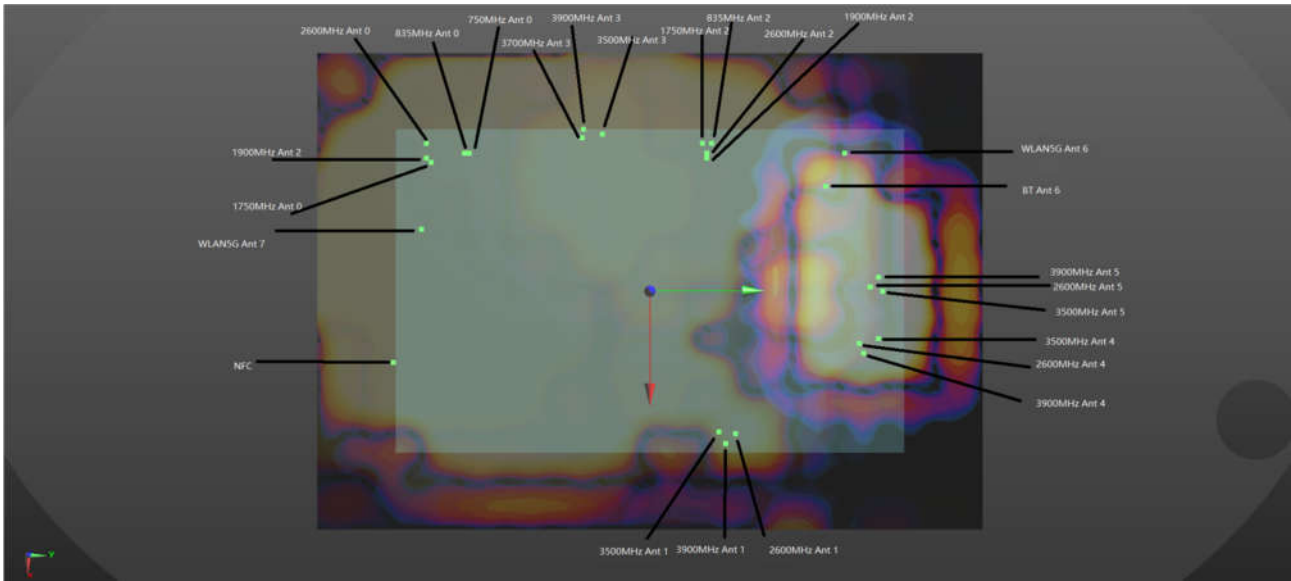 3900MHz Ant 3
750MHz Ant 0
835MHz Ant 2
1900MHz Ant 2
2600MHz Ant 0
835MHz Ant 0
3700MHz Ant 3
3500MHz Ant 3
1750MHz Ant 2
2600MHz Ant 2
1900MHz Ant 2
WLAN5G Ant 6
BT Ant 6
1750MHz Ant 0
WLAN5G Ant 7
3900MHz Ant 5
2600MHz Ant 5
3500MHz Ant 5
3500MHz Ant 4
NFC
2600MHz Ant 4
3900MHz Ant 4
3500MHz Ant 1
3900MHz Ant 1
2600MHz Ant 1
Y